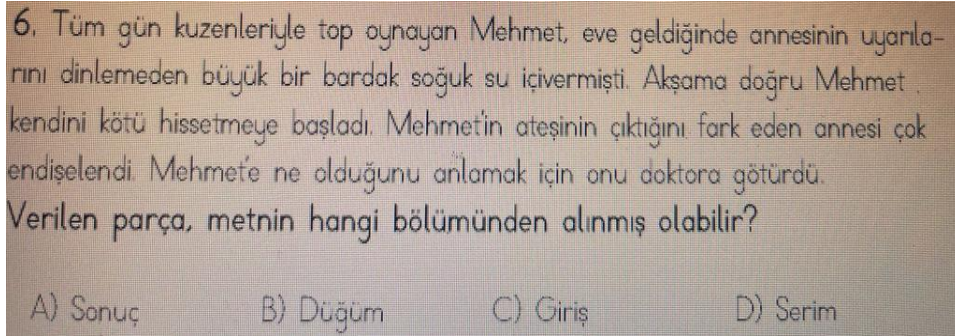 6. Tüm gün kuzenleriyle top oynayan Mehmet, eve geldiğinde annesinin uyarıla-
rını dinlemeden büyük bir bardak soğuk su içivermişti. Akşama doğru Mehmet
kendini kötü hissetmeye başladı. Mehmet'in ateşinin çıktığını fark eden annesi çok
endişelendi. Mehmet'e ne olduğunu anlamak için onu doktora götürdü.
Verilen parça, metnin hangi bölümünden alınmış olabilir?
A) Sonuç B) Düğüm C) Giriş D) Serim